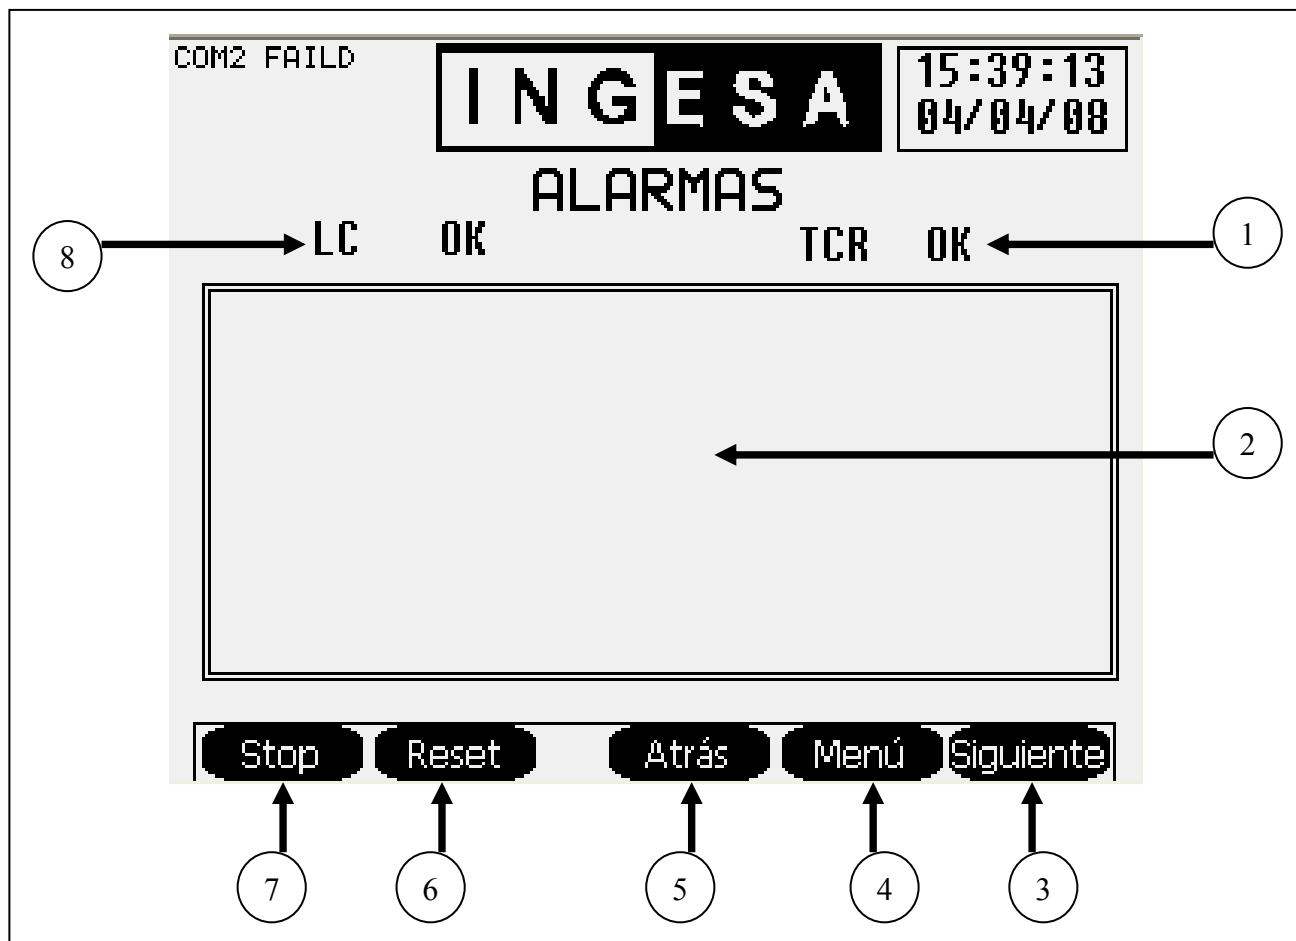 COM2 FAILD
INGESA
15:39:13
04/04/08
ALARMAS
8 LC OK TCR OK 1
2
Stop Reset Atrás Menú Siguiente
7 6 5 4 3